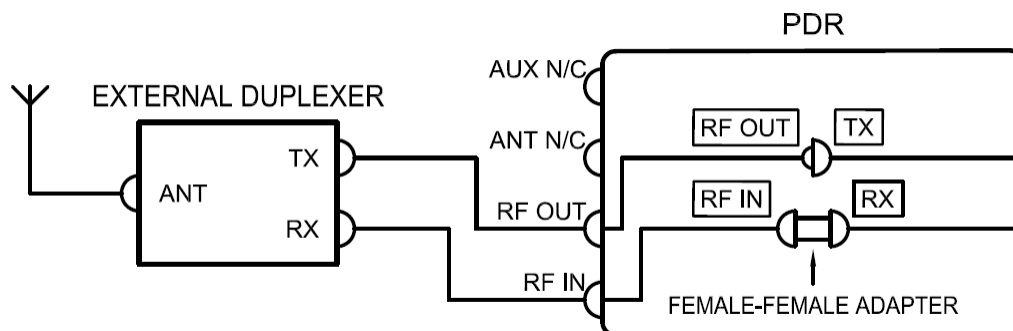 PDR
AUX N/C
EXTERNAL DUPLEXER
RF OUT
TX
ANT N/C
TX
ANT
RF IN
RX
RF OUT
RX
RF IN
FEMALE-FEMALE ADAPTER